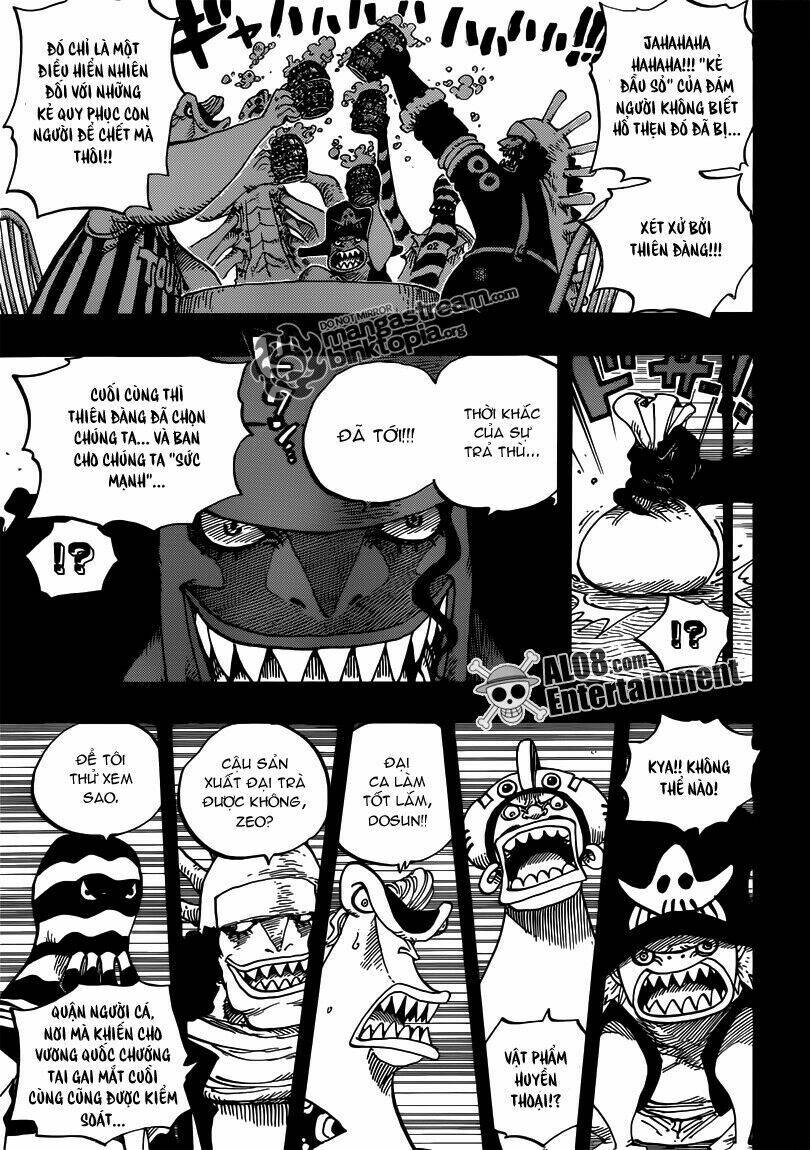 JAHAHAHA
HAHAHA!!! "KẺ
ĐẦU SỎ" CỦA ĐÁM
NGƯỜI KHÔNG BIẾT
HỔ THẸN ĐÓ ĐÃ BỊ...
XÉT XỬ BỞI
THIÊN ĐÀNG!!!
ĐÓ CHỈ LÀ MỘT
ĐIỀU HIỂN NHIÊN
ĐỐI VỚI NHỮNG
KẺ QUY PHỤC CON
NGƯỜI ĐỂ CHẾT MÀ
THÔI!!
DO NOT MIRROR
mangastream.com
binktopia.org
THỜI KHẮC
CỦA SỰ
TRẢ THÙ...
ĐÃ TỚI!!!
CUỐI CÙNG THÌ
THIÊN ĐÀNG ĐÃ CHỌN
CHÚNG TA... VÀ BAN
CHO CHÚNG TA "SỨC
MẠNH"...
!?
!?
AL08.com
Entertainment
KYA!! KHÔNG
THỂ NÀO!
VẬT PHẨM
HUYỀN
THOẠI!?
ĐẠI
CA LÀM
TỐT LẮM,
DOSUN!!
CẬU SẢN
XUẤT ĐẠI TRÀ
ĐƯỢC KHÔNG,
ZEO?
ĐỂ TÔI
THỬ XEM
SAO.
QUẬN NGƯỜI CÁ,
NƠI MÀ KHIẾN CHO
VƯƠNG QUỐC CHƯỚNG
TAI GAI MẮT CUỐI
CÙNG CŨNG ĐƯỢC KIỂM
SOÁT...